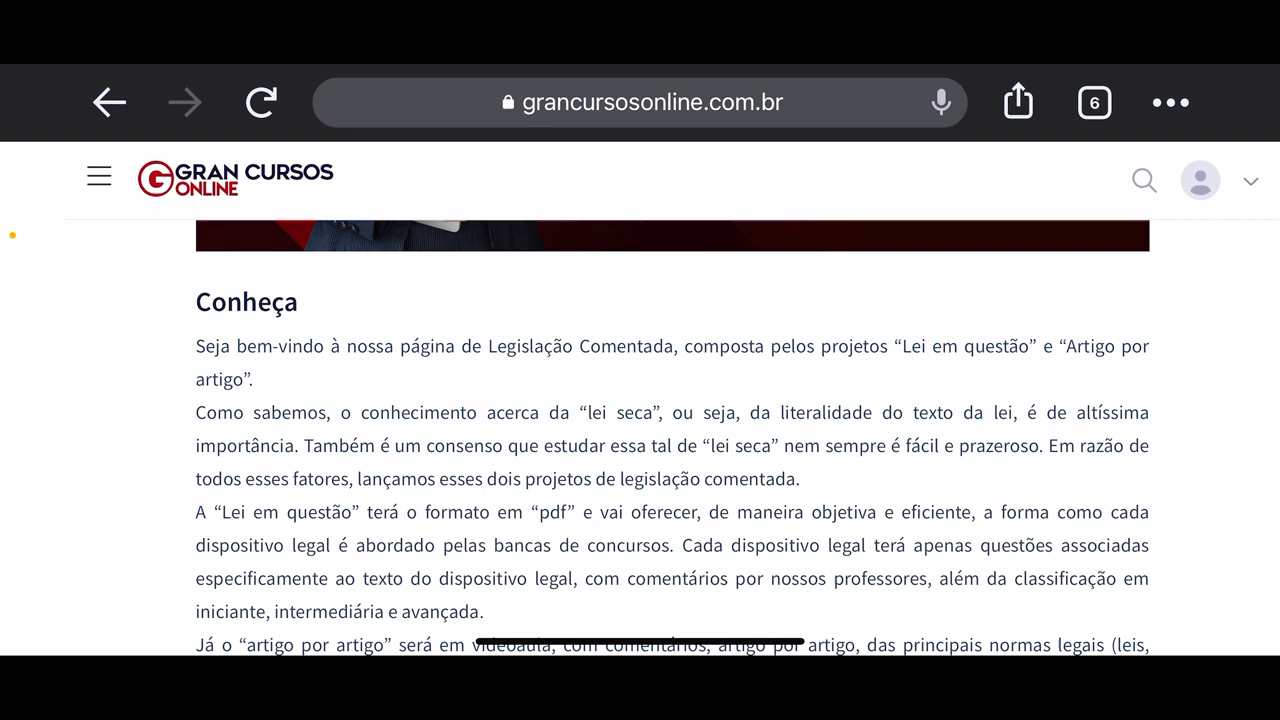 grancursosonline.com.br
6
GRAN CURSOS
ONLINE
Conheça
Seja bem-vindo à nossa página de Legislação Comentada, composta pelos projetos “Lei em questão” e “Artigo por
artigo”.
Como sabemos, o conhecimento acerca da “lei seca”, ou seja, da literalidade do texto da lei, é de altíssima
importância. Também é um consenso que estudar essa tal de “lei seca” nem sempre é fácil e prazeroso. Em razão de
todos esses fatores, lançamos esses dois projetos de legislação comentada.
A “Lei em questão” terá o formato em “pdf” e vai oferecer, de maneira objetiva e eficiente, a forma como cada
dispositivo legal é abordado pelas bancas de concursos. Cada dispositivo legal terá apenas questões associadas
especificamente ao texto do dispositivo legal, com comentários por nossos professores, além da classificação em
iniciante, intermediária e avançada.
Já o “artigo por artigo” será em videoaula, com comentários, artigo por artigo, das principais normas legais (leis,